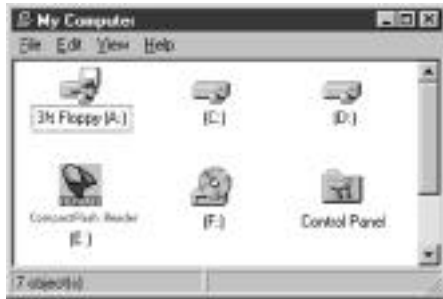 My Computer
File Edit View Help
3½ Floppy (A:)
(C:)
(D:)
CompactFlash Reader
(E:)
(F:)
Control Panel
7 object(s)